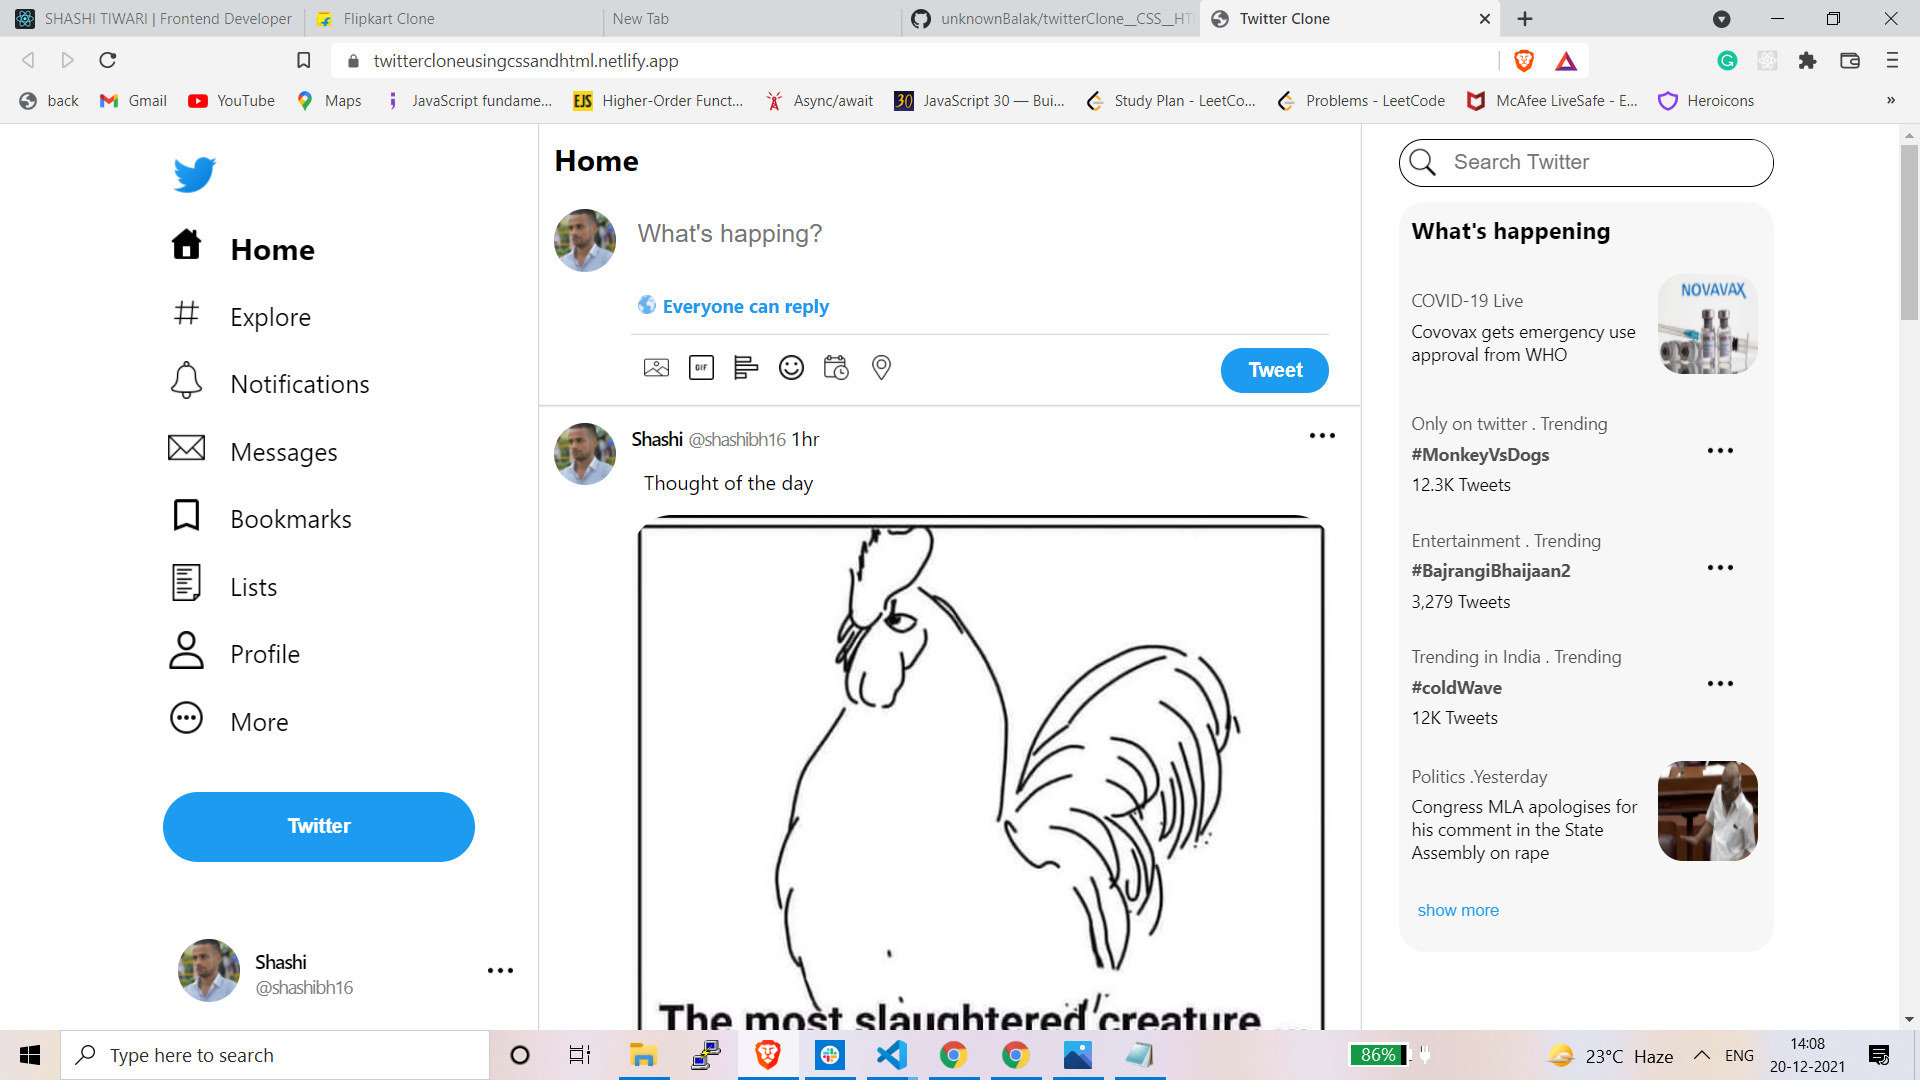 SHASHI TIWARI | Frontend Developer
Flipkart Clone
New Tab
unknownBalak/twitterClone__CSS__HT
Twitter Clone
twittercloneusingcssandhtml.netlify.app
back
Gmail
YouTube
Maps
JavaScript fundame...
EJS
Higher-Order Funct...
Async/await
30
JavaScript 30 — Bui...
Study Plan - LeetCo...
Problems - LeetCode
McAfee LiveSafe - E...
Heroicons
»
Home
Explore
Notifications
Messages
Bookmarks
Lists
Profile
More
Twitter
Shashi
@shashibh16
Home
What's happing?
Everyone can reply
GIF
Tweet
Shashi @shashibh16 1hr
Thought of the day
The most slaughtered creature
Search Twitter
What's happening
COVID-19 Live
Covovax gets emergency use
approval from WHO
NOVAVAX
Only on twitter . Trending
#MonkeyVsDogs
12.3K Tweets
Entertainment . Trending
#BajrangiBhaijaan2
3,279 Tweets
Trending in India . Trending
#coldWave
12K Tweets
Politics .Yesterday
Congress MLA apologises for
his comment in the State
Assembly on rape
show more
Type here to search
86%
23°C Haze
ENG
14:08
20-12-2021